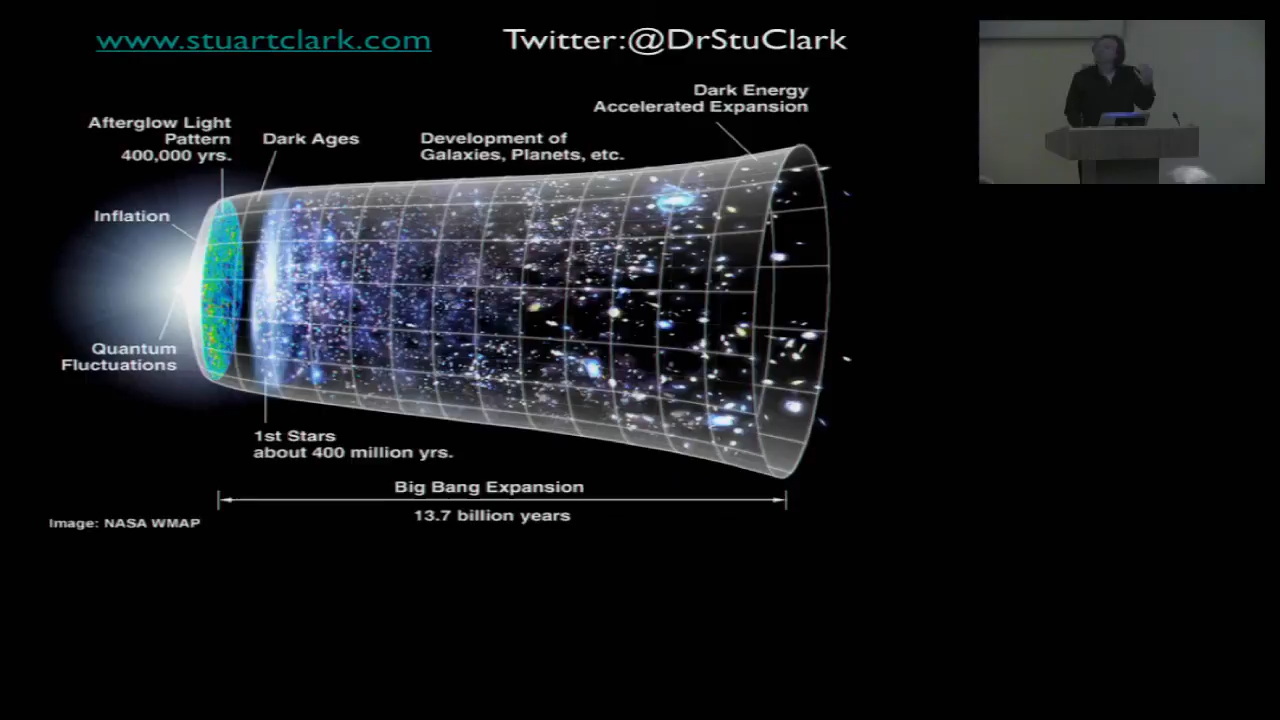 www.stuartclark.com
Twitter:@DrStuClark
Dark Energy
Accelerated Expansion
Afterglow Light
Pattern
400,000 yrs.
Dark Ages
Development of
Galaxies, Planets, etc.
Inflation
Quantum
Fluctuations
1st Stars
about 400 million yrs.
Big Bang Expansion
13.7 billion years
Image: NASA WMAP